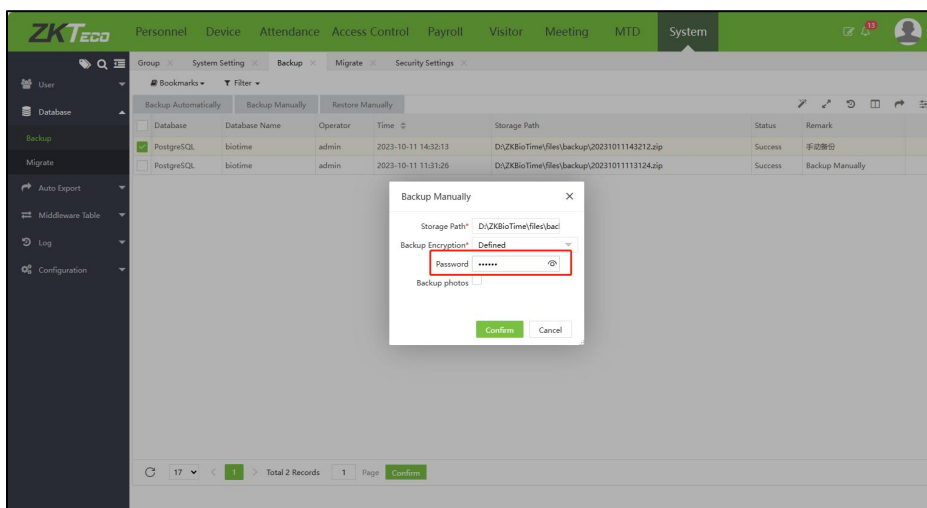 ZKTeco
Personnel Device Attendance Access Control Payroll Visitor Meeting MTD System
13
Group × System Setting × Backup × Migrate × Security Settings ×
User
Bookmarks Filter
Database
Backup Automatically Backup Manually Restore Manually
Database Database Name Operator Time Storage Path Status Remark
Backup
PostgreSQL biotime admin 2023-10-11 14:32:13 D:\ZKBioTime\files\backup\20231011143212.zip Success 手动备份
Migrate
PostgreSQL biotime admin 2023-10-11 11:31:26 D:\ZKBioTime\files\backup\20231011113124.zip Success Backup Manually
Auto Export
Middleware Table
Log
Configuration
Backup Manually ×
Storage Path* D:\ZKBioTime\files\bac
Backup Encryption* Defined
Password ••••••
Backup photos
Confirm Cancel
17 < 1 > Total 2 Records 1 Page Confirm